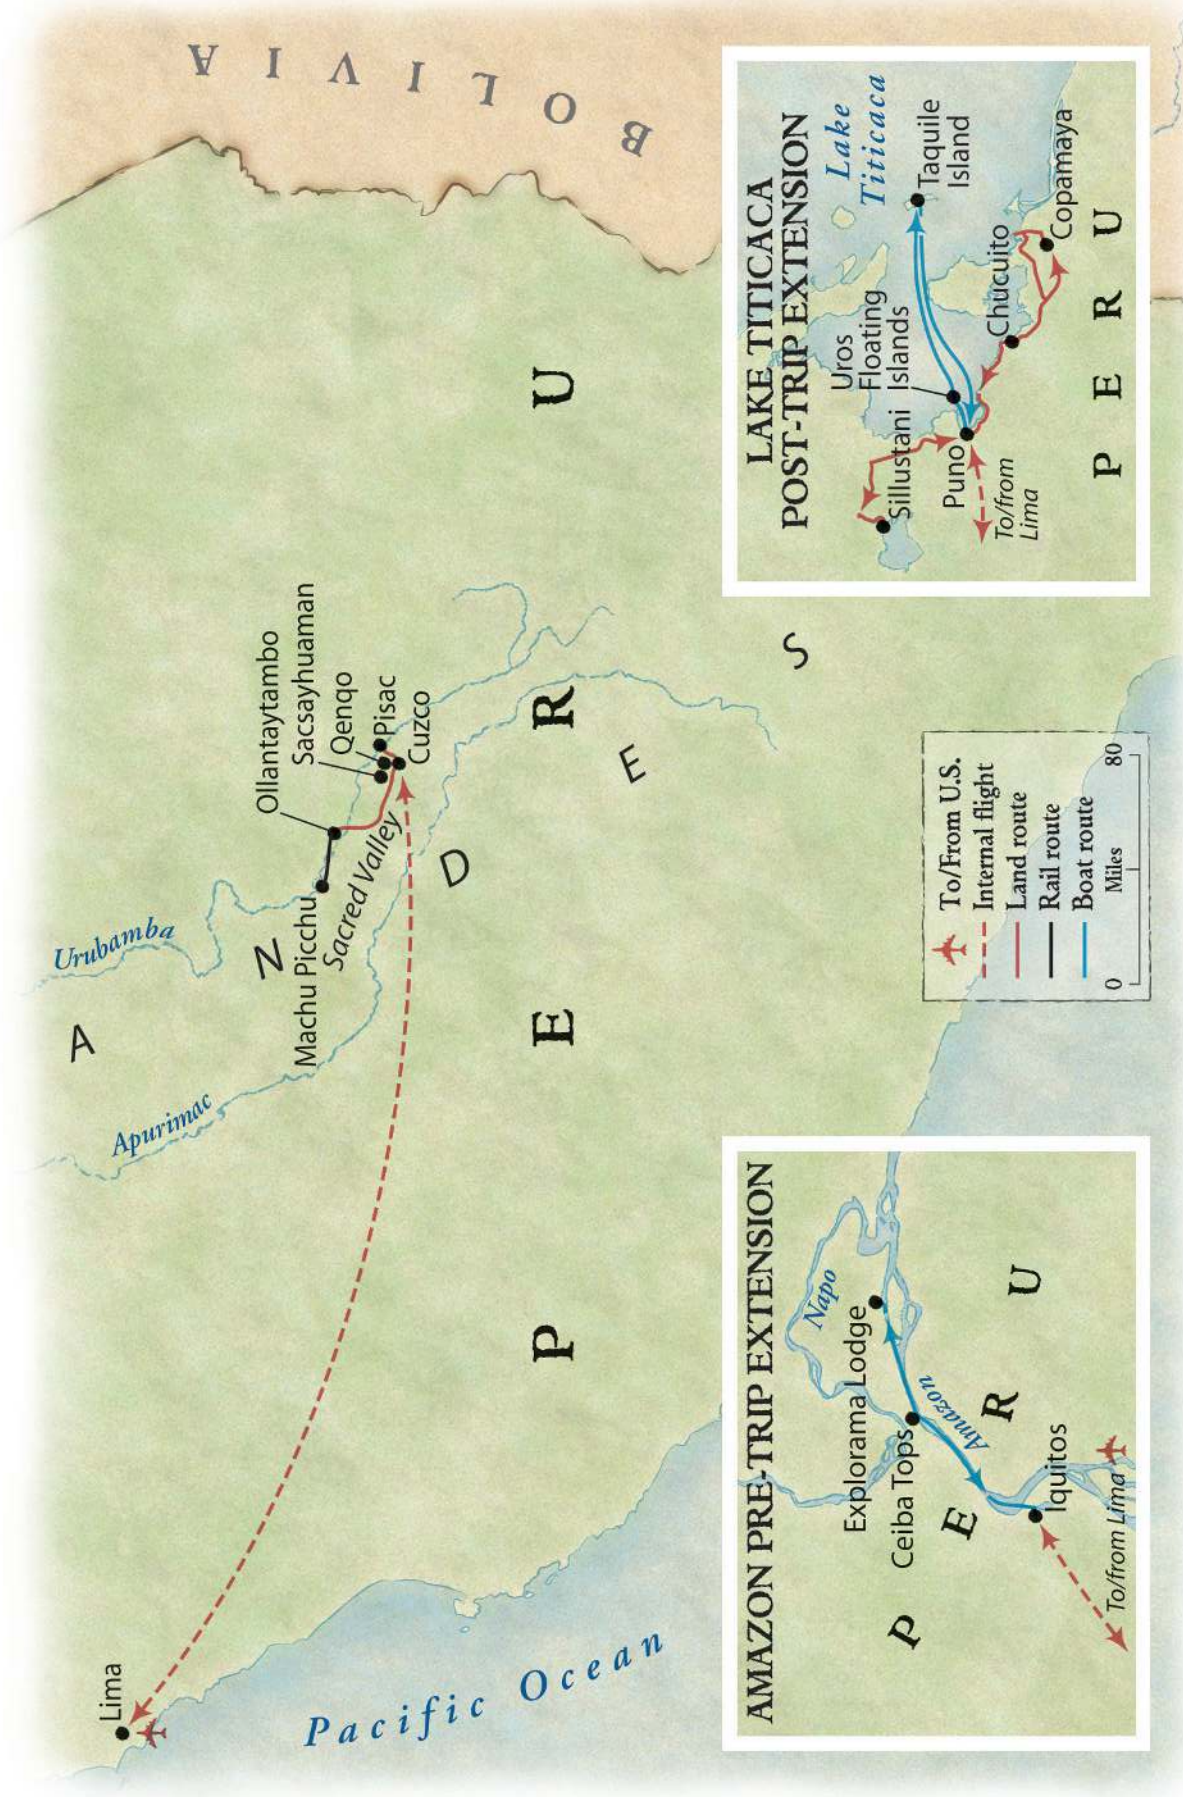 BOLIVIA
Urubamba
Apurimac
ANDES
Ollantaytambo
Sacsayhuaman
Qenqo
Pisac
Cuzco
Machu Picchu
Sacred Valley
Lima
PERU
Pacific Ocean
AMAZON PRE-TRIP EXTENSION
Napo
Explorama Lodge
Ceiba Tops
Amazon
PERU
Iquitos
To/from Lima
To/From U.S.
Internal flight
Land route
Rail route
Boat route
0 Miles 80
LAKE TITICACA
POST-TRIP EXTENSION
Lake
Titicaca
Uros
Floating
Islands
Taquile
Island
Sillustani
Puno
Chucuito
Copamaya
To/from
Lima
PERU